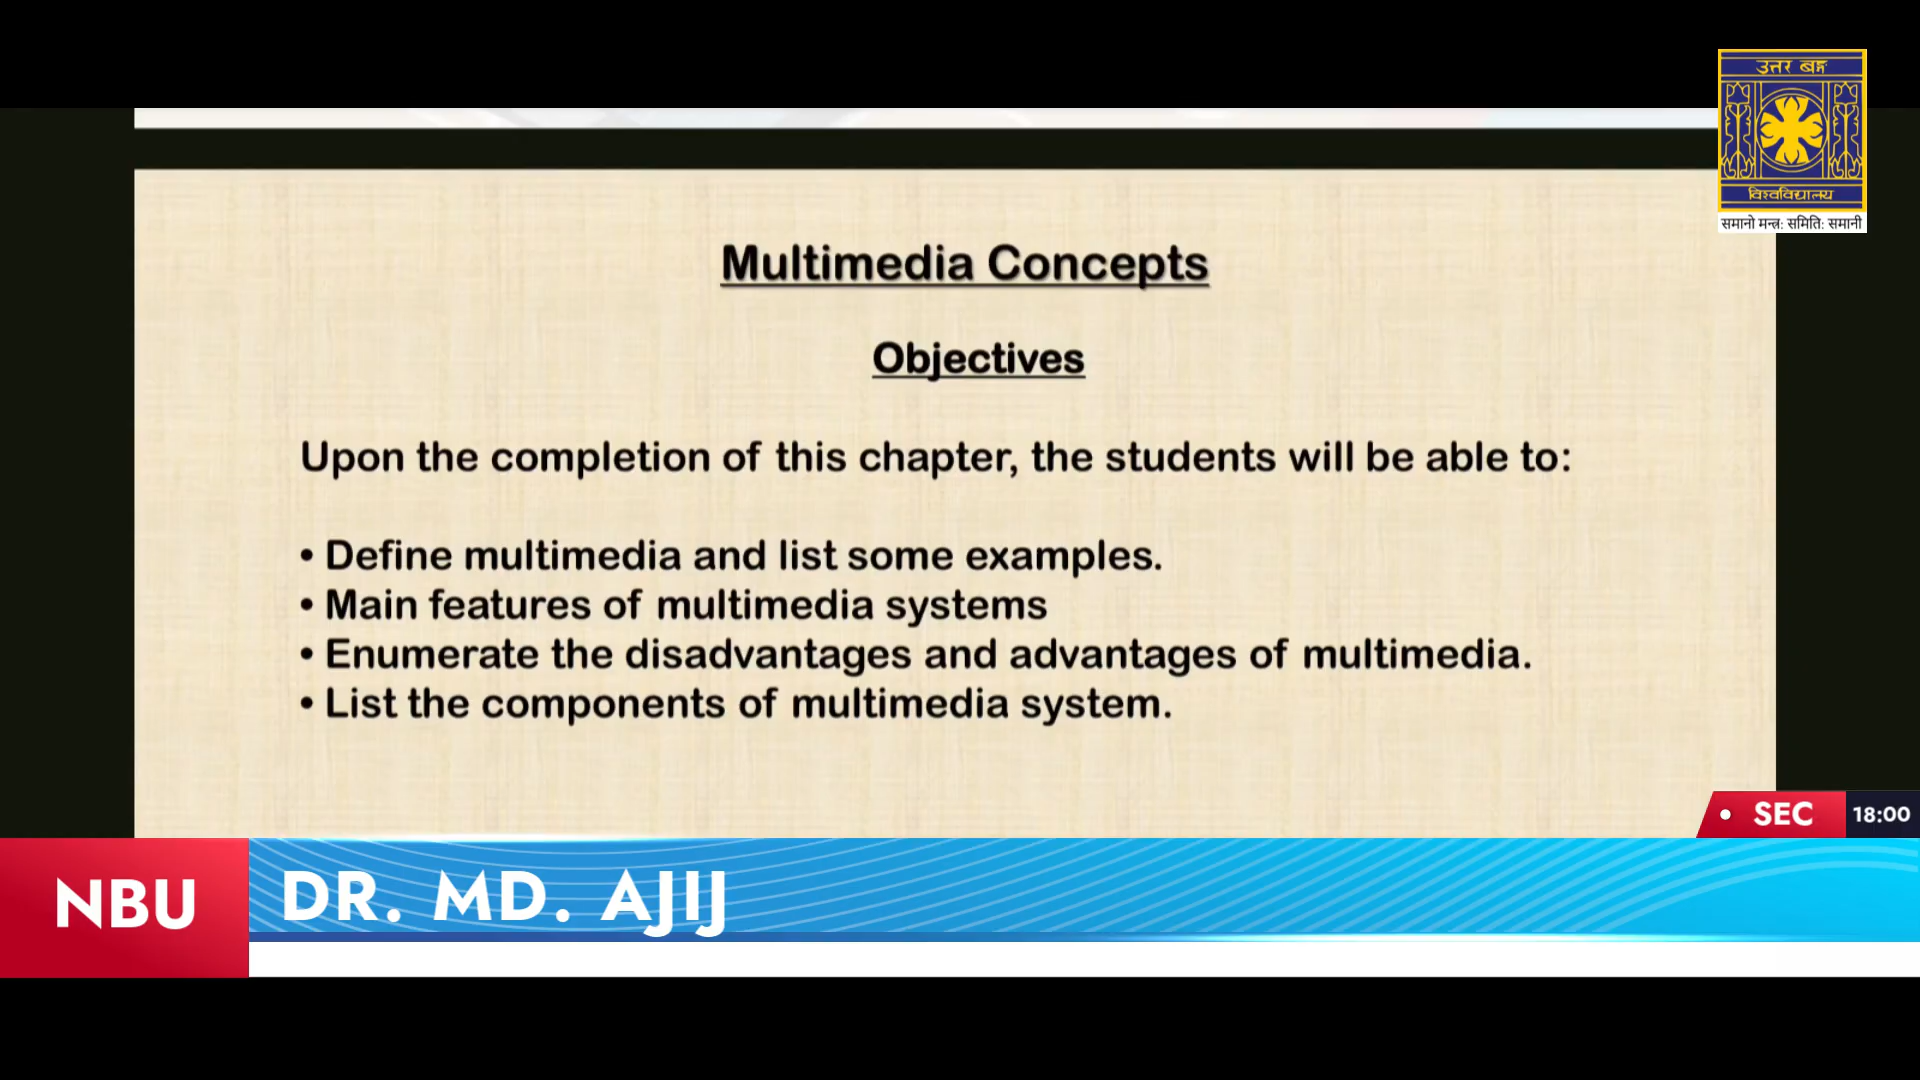 उत्तर बङ्ग
विश्वविद्यालय
समानो मन्त्र: समिति: समानी
Multimedia Concepts
Objectives
Upon the completion of this chapter, the students will be able to:
• Define multimedia and list some examples.
• Main features of multimedia systems
• Enumerate the disadvantages and advantages of multimedia.
• List the components of multimedia system.
• SEC 18:00
NBU
DR. MD. AJIJ